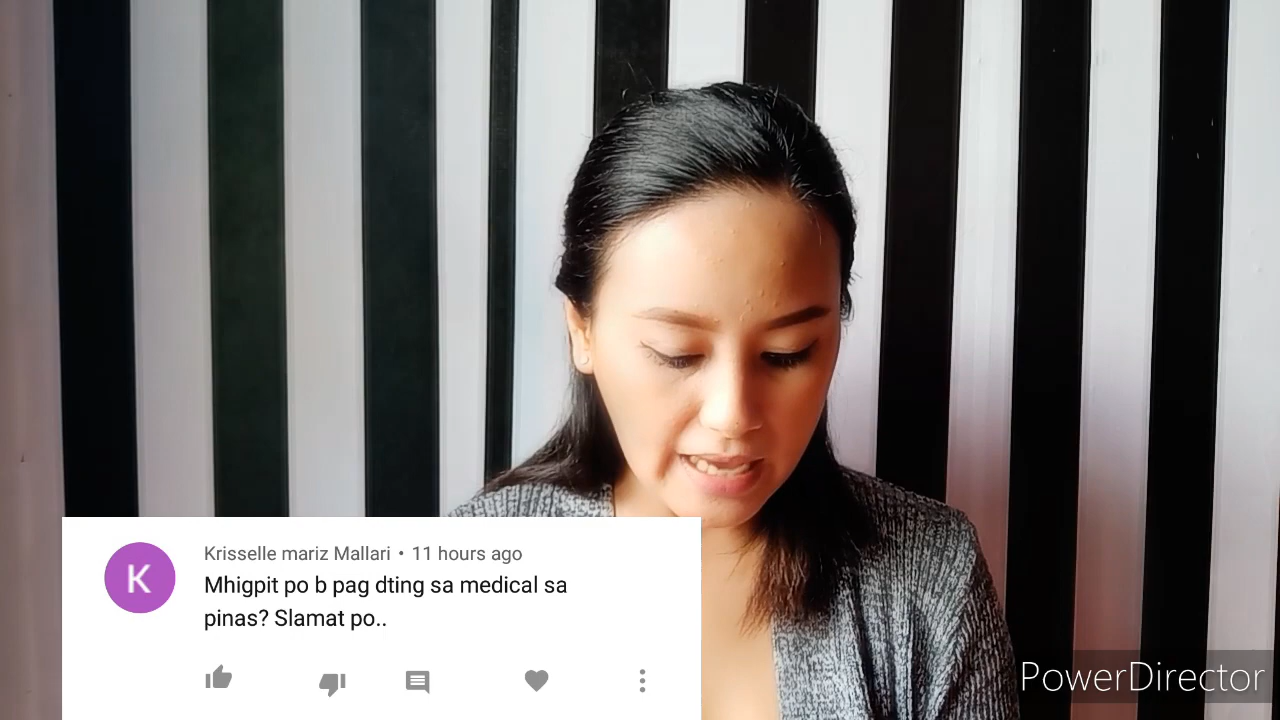 K
Krisselle mariz Mallari • 11 hours ago
Mhigpit po b pag dting sa medical sa
pinas? Slamat po..
PowerDirector